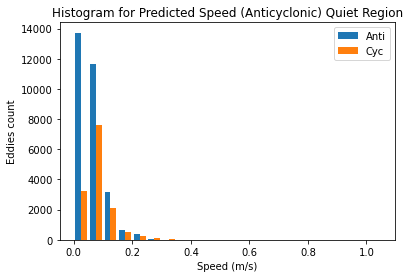 Histogram for Predicted Speed (Anticyclonic) Quiet Region
14000
12000
10000
8000
6000
4000
2000
0
Eddies count
Anti
Cyc
0.0 0.2 0.4 0.6 0.8 1.0
Speed (m/s)